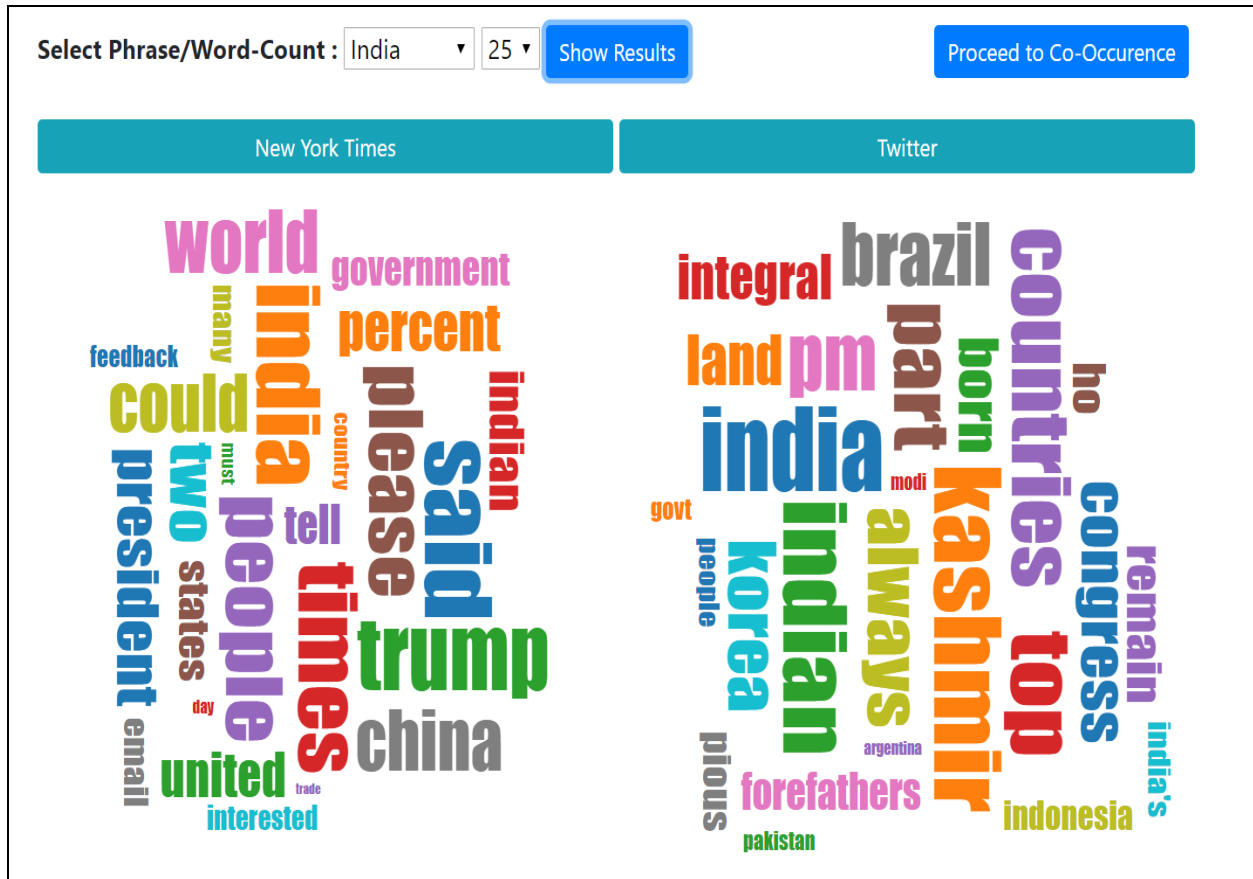 Select Phrase/Word-Count : India 25 Show Results Proceed to Co-Occurence
New York Times
Twitter
world
government
many
india
percent
feedback
could
please
indian
country
said
must
two
president
people
tell
times
states
trump
day
china
email
united
trade
interested
brazil
countries
integral
part
land
pm
born
ho
india
modi
kashmir
congress
govt
indian
always
people
korea
remain
top
pious
argentina
india's
forefathers
indonesia
pakistan